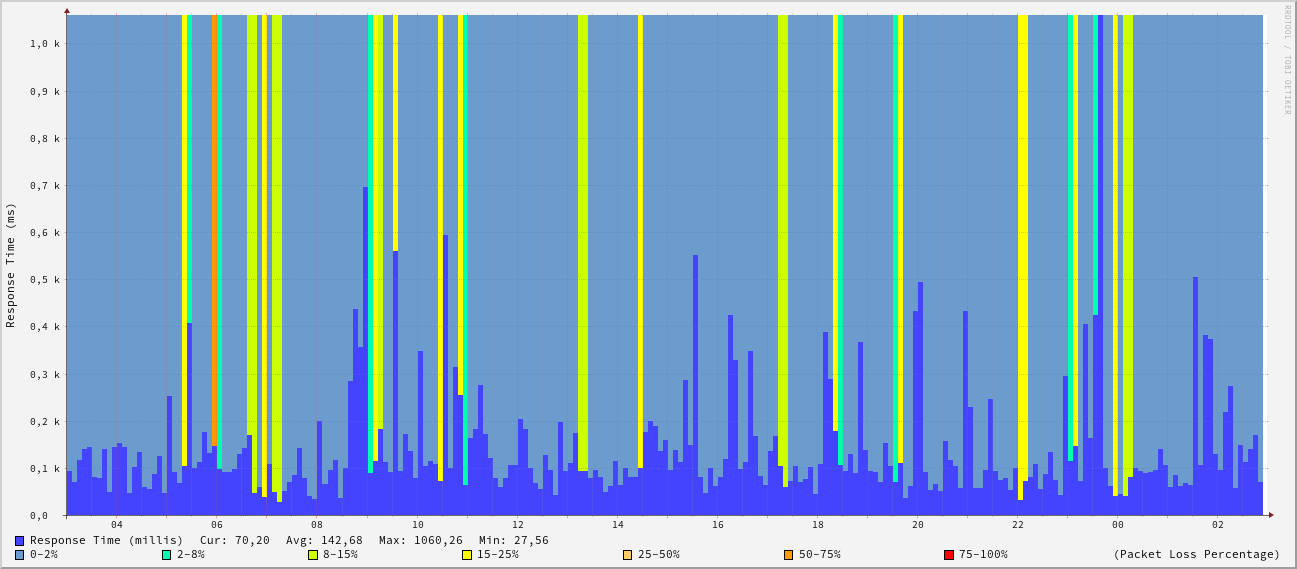 RRDTOOL / TOBI OETIKER
Response Time (ms)
1,0 k
0,9 k
0,8 k
0,7 k
0,6 k
0,5 k
0,4 k
0,3 k
0,2 k
0,1 k
0,0
04 06 08 10 12 14 16 18 20 22 00 02
Response Time (millis) Cur: 70,20 Avg: 142,68 Max: 1060,26 Min: 27,56
0-2% 2-8% 8-15% 15-25% 25-50% 50-75% 75-100% (Packet Loss Percentage)